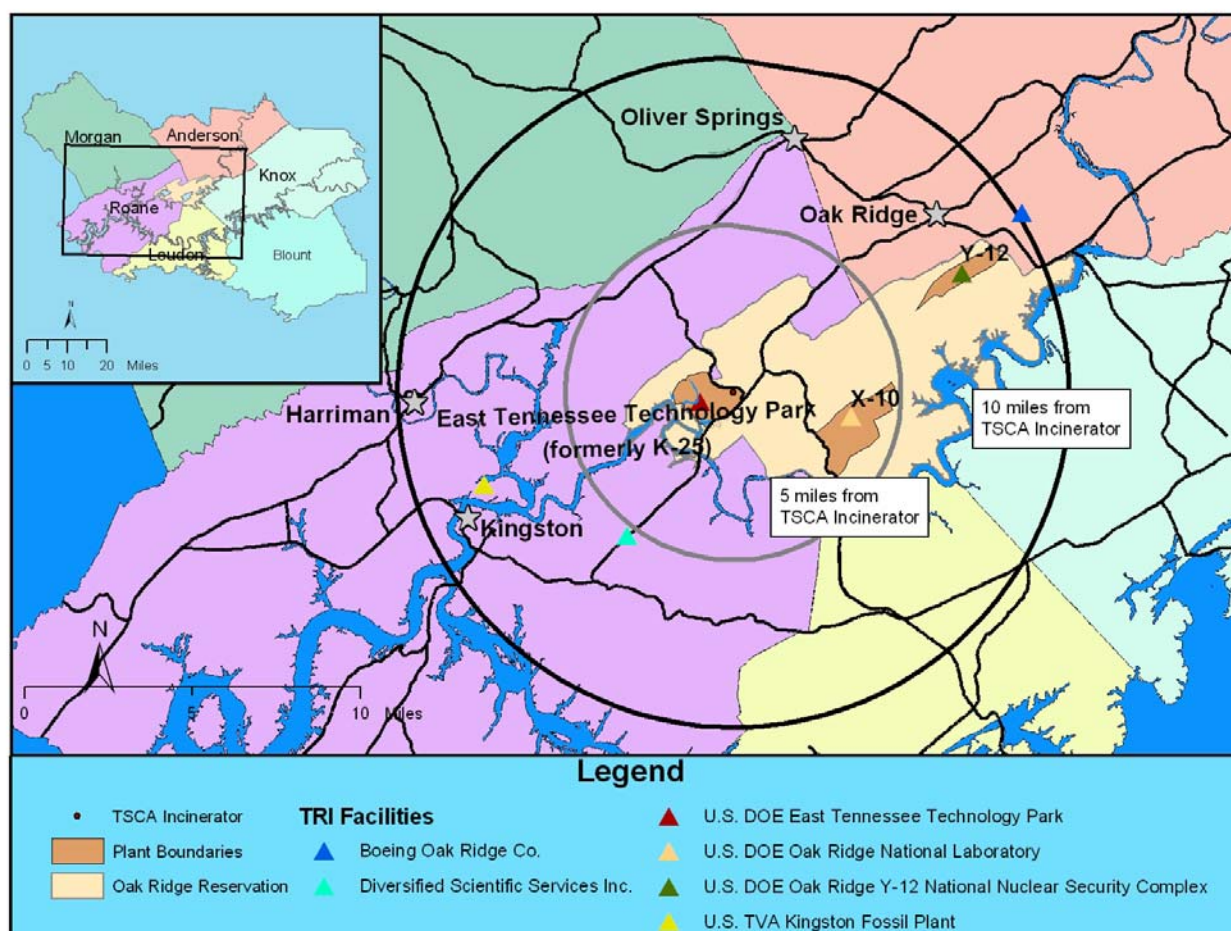 Morgan
Anderson
Knox
Roane
Loudon
Blount
N
0 5 10 20 Miles
Oliver Springs
Oak Ridge
Y-12
X-10
Harriman
East Tennessee Technology Park
(formerly K-25)
10 miles from
TSCA Incinerator
5 miles from
TSCA Incinerator
Kingston
N
0 5 10 Miles
Legend
TSCA Incinerator
Plant Boundaries
Oak Ridge Reservation
TRI Facilities
Boeing Oak Ridge Co.
Diversified Scientific Services Inc.
U.S. DOE East Tennessee Technology Park
U.S. DOE Oak Ridge National Laboratory
U.S. DOE Oak Ridge Y-12 National Nuclear Security Complex
U.S. TVA Kingston Fossil Plant